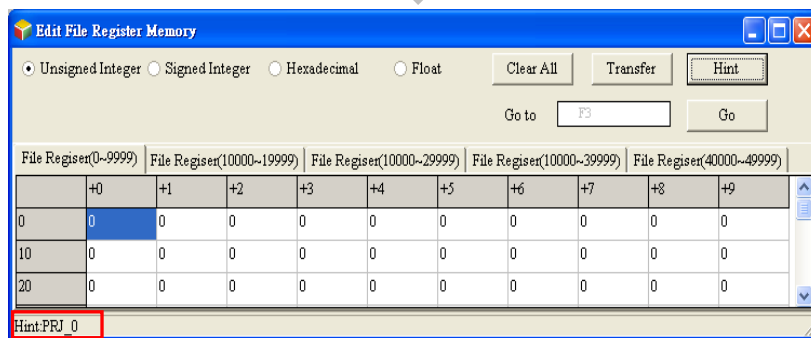 Edit File Register Memory
Unsigned Integer Signed Integer Hexadecimal Float Clear All Transfer Hint
Go to F3 Go
File Regiser(0~9999) File Regiser(10000~19999) File Regiser(10000~29999) File Regiser(10000~39999) File Regiser(40000~49999)
+0 +1 +2 +3 +4 +5 +6 +7 +8 +9
0 0 0 0 0 0 0 0 0 0 0
10 0 0 0 0 0 0 0 0 0 0
20 0 0 0 0 0 0 0 0 0 0
Hint:PRJ_0